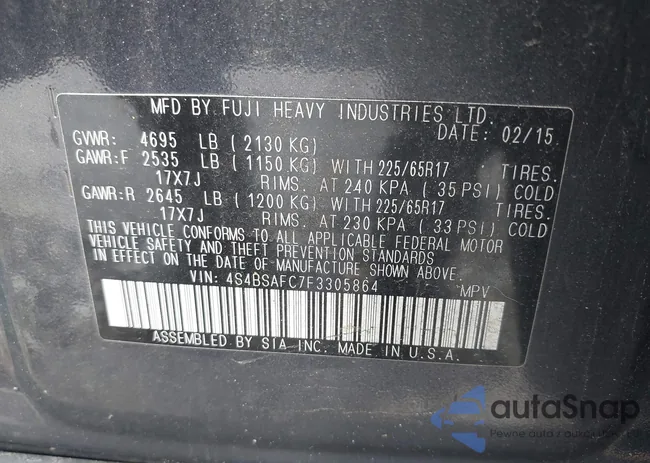 MFD BY FUJI HEAVY INDUSTRIES LTD.
DATE: 02/15
GVWR: 4695 LB ( 2130 KG)
GAWR:F 2535 LB ( 1150 KG) WITH 225/65R17 TIRES.
17X7J RIMS. AT 240 KPA ( 35 PSI) COLD
GAWR:R 2645 LB ( 1200 KG) WITH 225/65R17 TIRES.
17X7J RIMS. AT 230 KPA ( 33 PSI) COLD
THIS VEHICLE CONFORMS TO ALL APPLICABLE FEDERAL MOTOR
VEHICLE SAFETY AND THEFT PREVENTION STANDARDS
IN EFFECT ON THE DATE OF MANUFACTURE SHOWN ABOVE.
VIN: 4S4BSAFC7F3305864 MPV
ASSEMBLED BY SIA INC. MADE IN U.S.A.
autaSnap
Pewne auto z USA